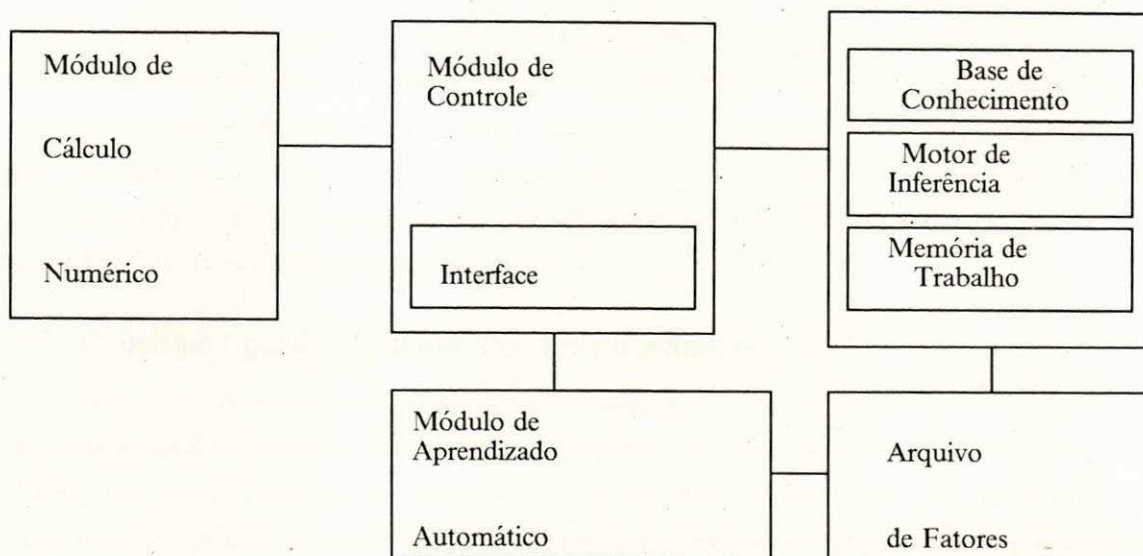 Módulo de
Cálculo
Numérico
Módulo de
Controle
Interface
Base de
Conhecimento
Motor de
Inferência
Memória de
Trabalho
Módulo de
Aprendizado
Automático
Arquivo
de Fatores